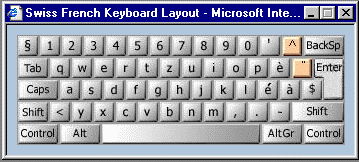 Swiss French Keyboard Layout - Microsoft Inte...
§ 1 2 3 4 5 6 7 8 9 0 ' ^ BackSp
Tab q w e r t z u i o p è ¨ Enter
Caps a s d f g h j k l é à $
Shift < y x c v b n m , . - Shift
Control Alt AltGr Control